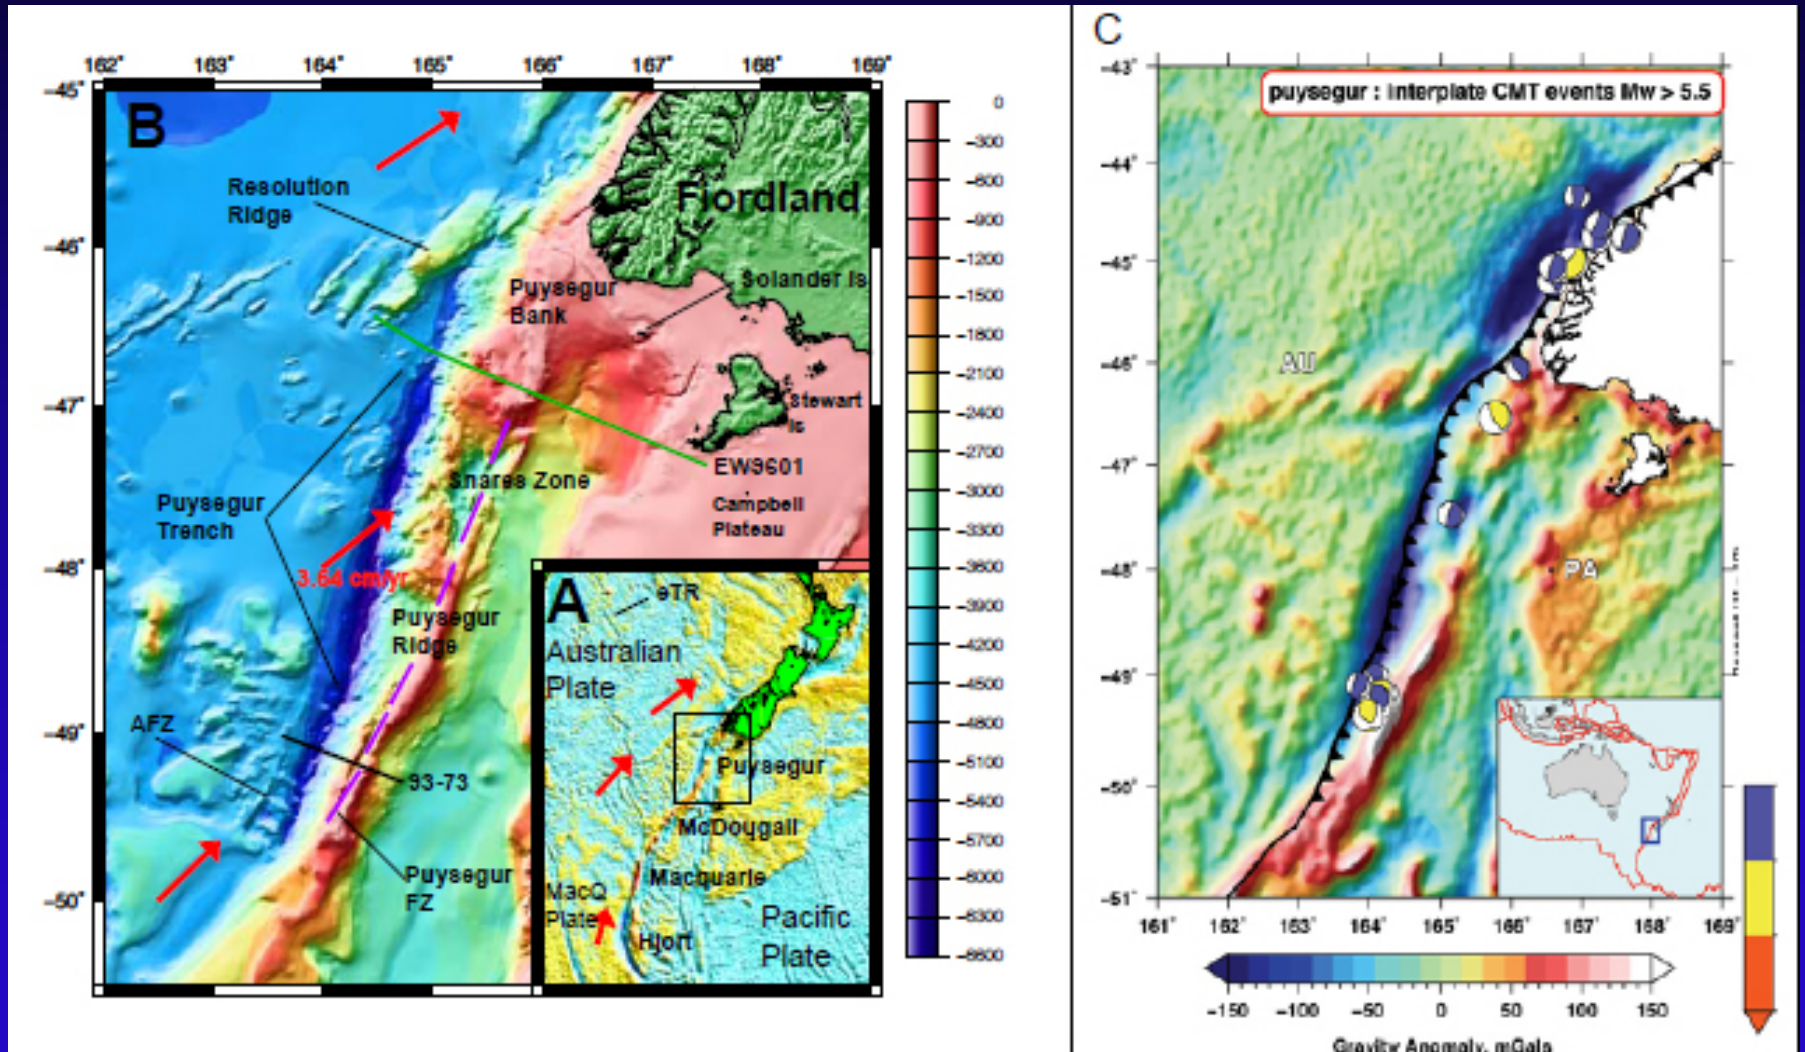 162° 163° 164° 165° 166° 167° 168° 169°
-45°
-46°
-47°
-48°
-49°
-50°
B
Resolution
Ridge
Fiordland
Puysegur
Bank
Solander Is
Stewart
Is
EW9601
Snares Zone
Campbell
Plateau
Puysegur
Trench
3.64 cm/yr
Puysegur
Ridge
AFZ
93-73
Puysegur
FZ
A
eTR
Australian
Plate
Puysegur
McDougall
Macquarie
MacQ
Plate
Hjort
Pacific
Plate
0
-300
-600
-900
-1200
-1500
-1800
-2100
-2400
-2700
-3000
-3300
-3600
-3900
-4200
-4500
-4800
-5100
-5400
-5700
-6000
-6300
-6600
C
puysegur : Interplate CMT events Mw > 5.5
-43°
-44°
-45°
-46°
-47°
-48°
-49°
-50°
-51°
AU
PA
161° 162° 163° 164° 165° 166° 167° 168° 169°
-150 -100 -50 0 50 100 150
Gravity Anomaly, mGals